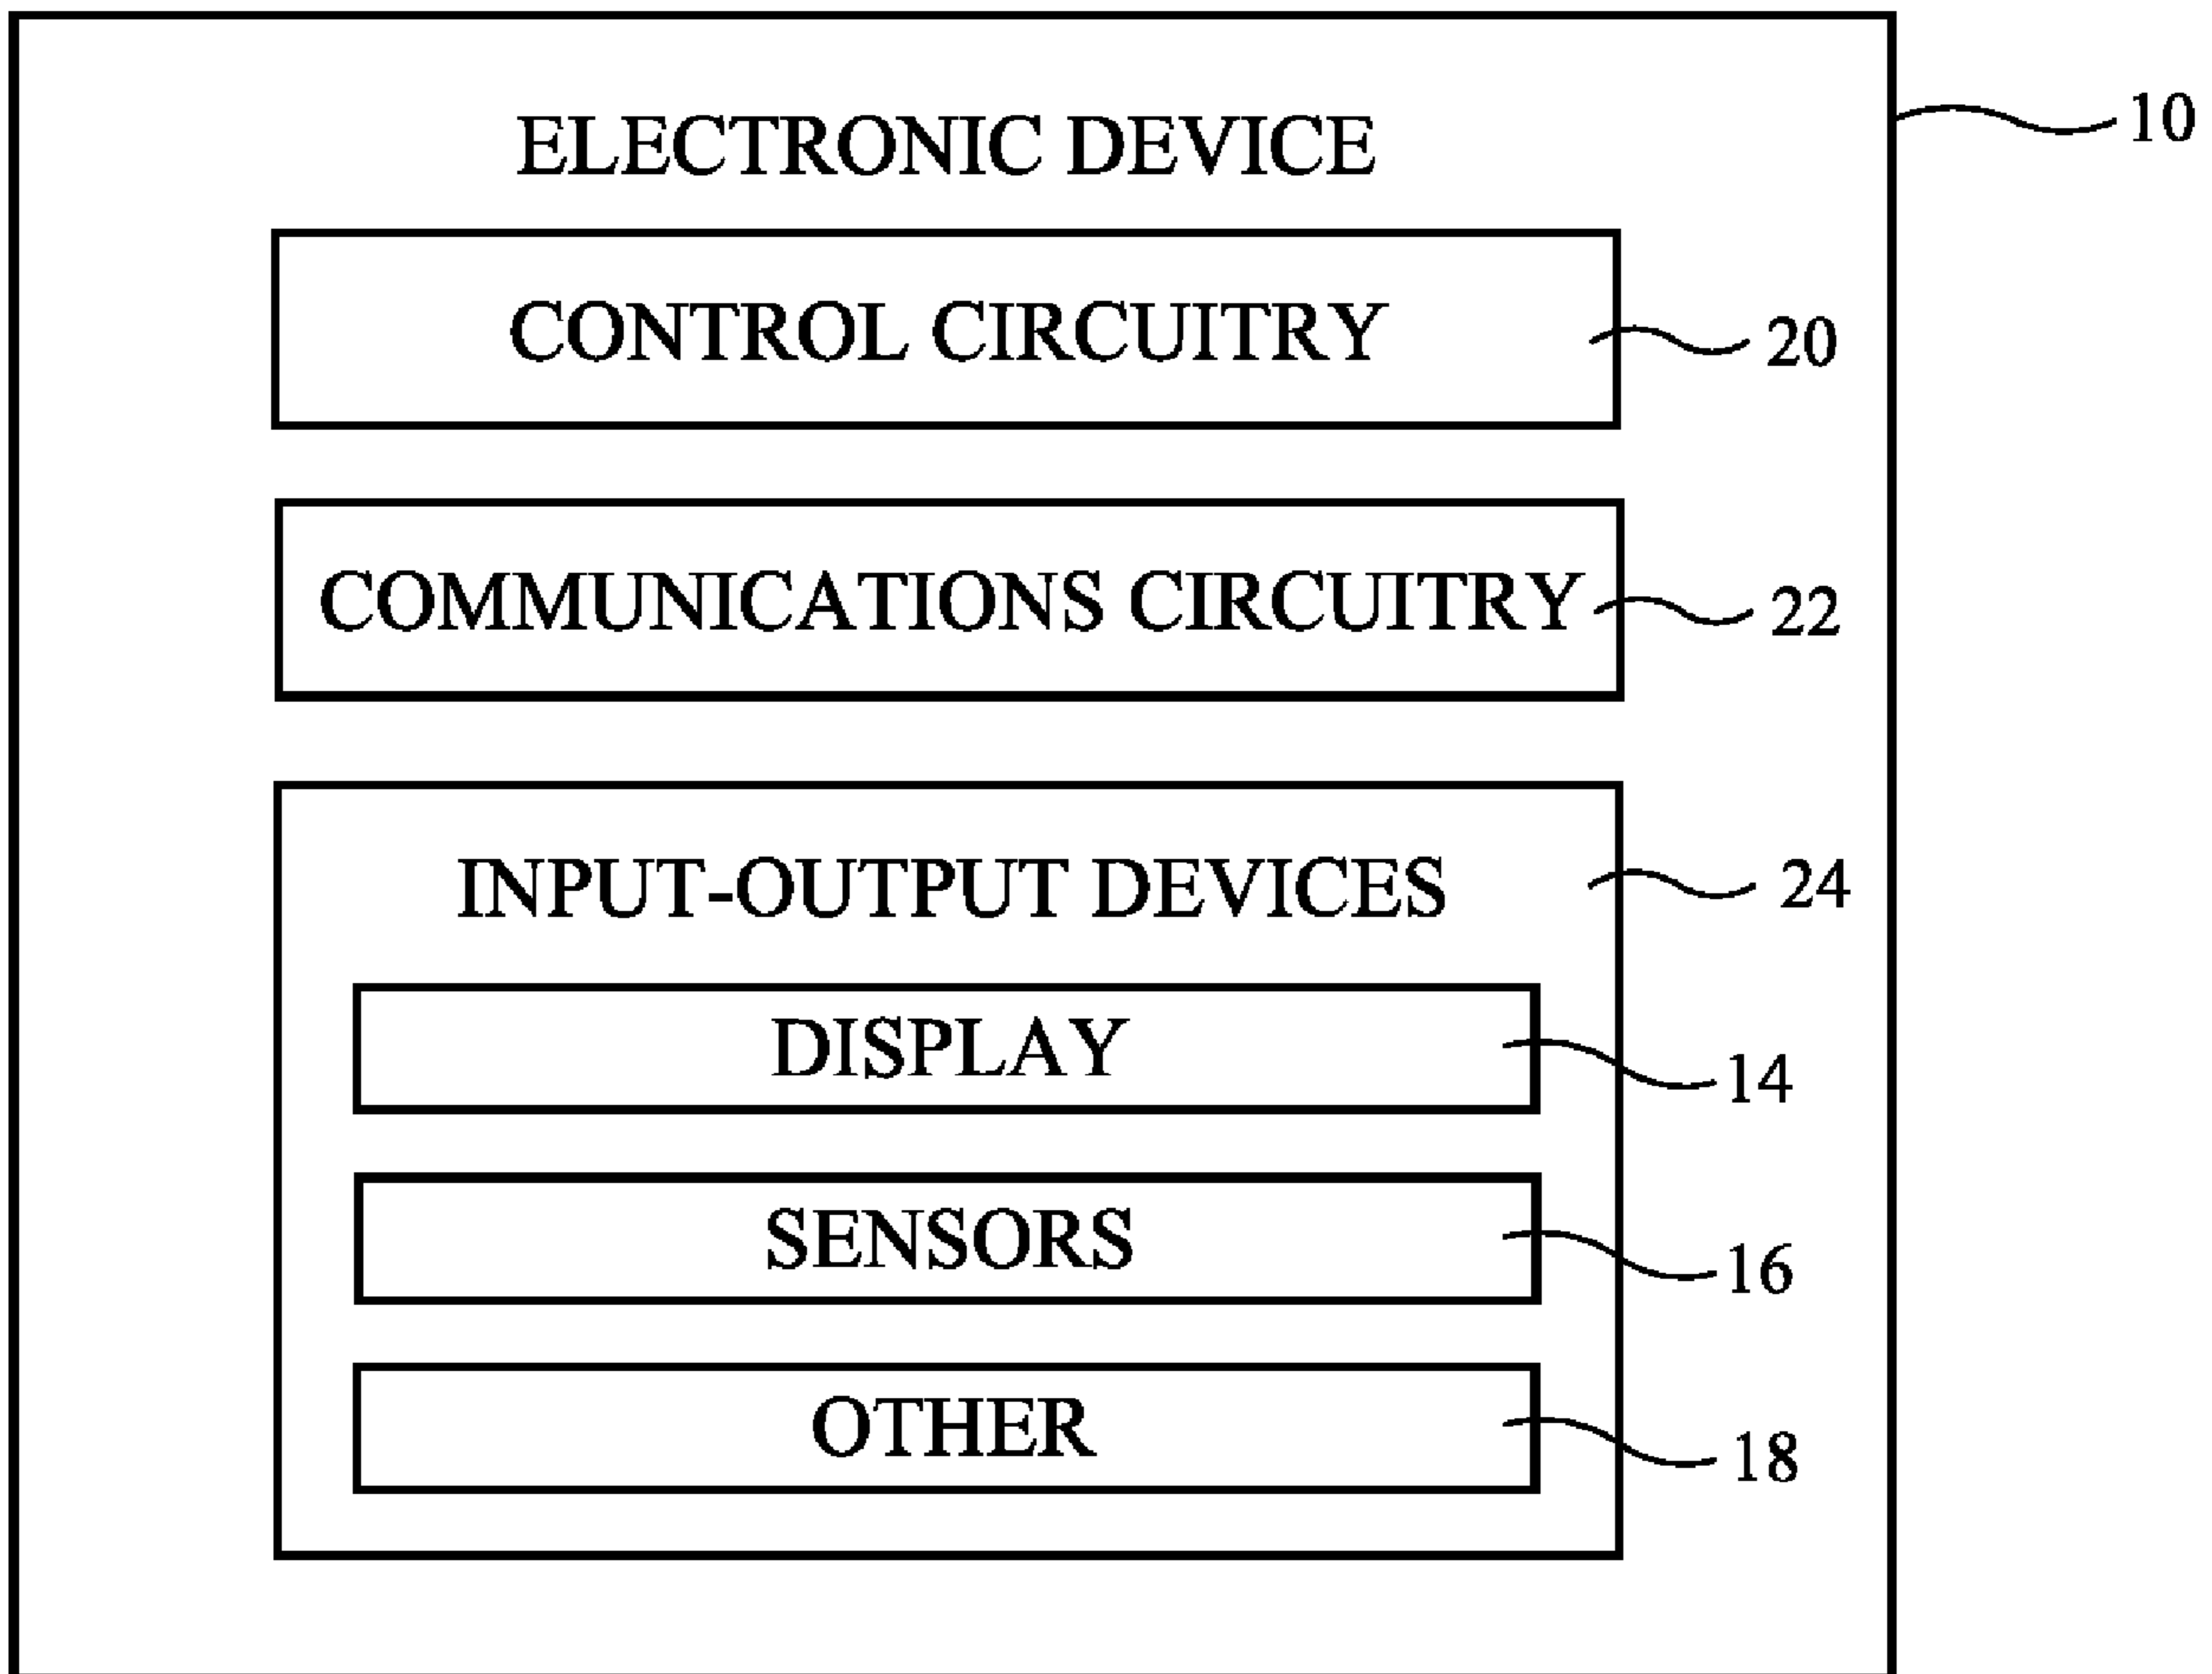 ELECTRONIC DEVICE
10
CONTROL CIRCUITRY
20
COMMUNICATIONS CIRCUITRY
22
INPUT-OUTPUT DEVICES
24
DISPLAY
14
SENSORS
16
OTHER
18